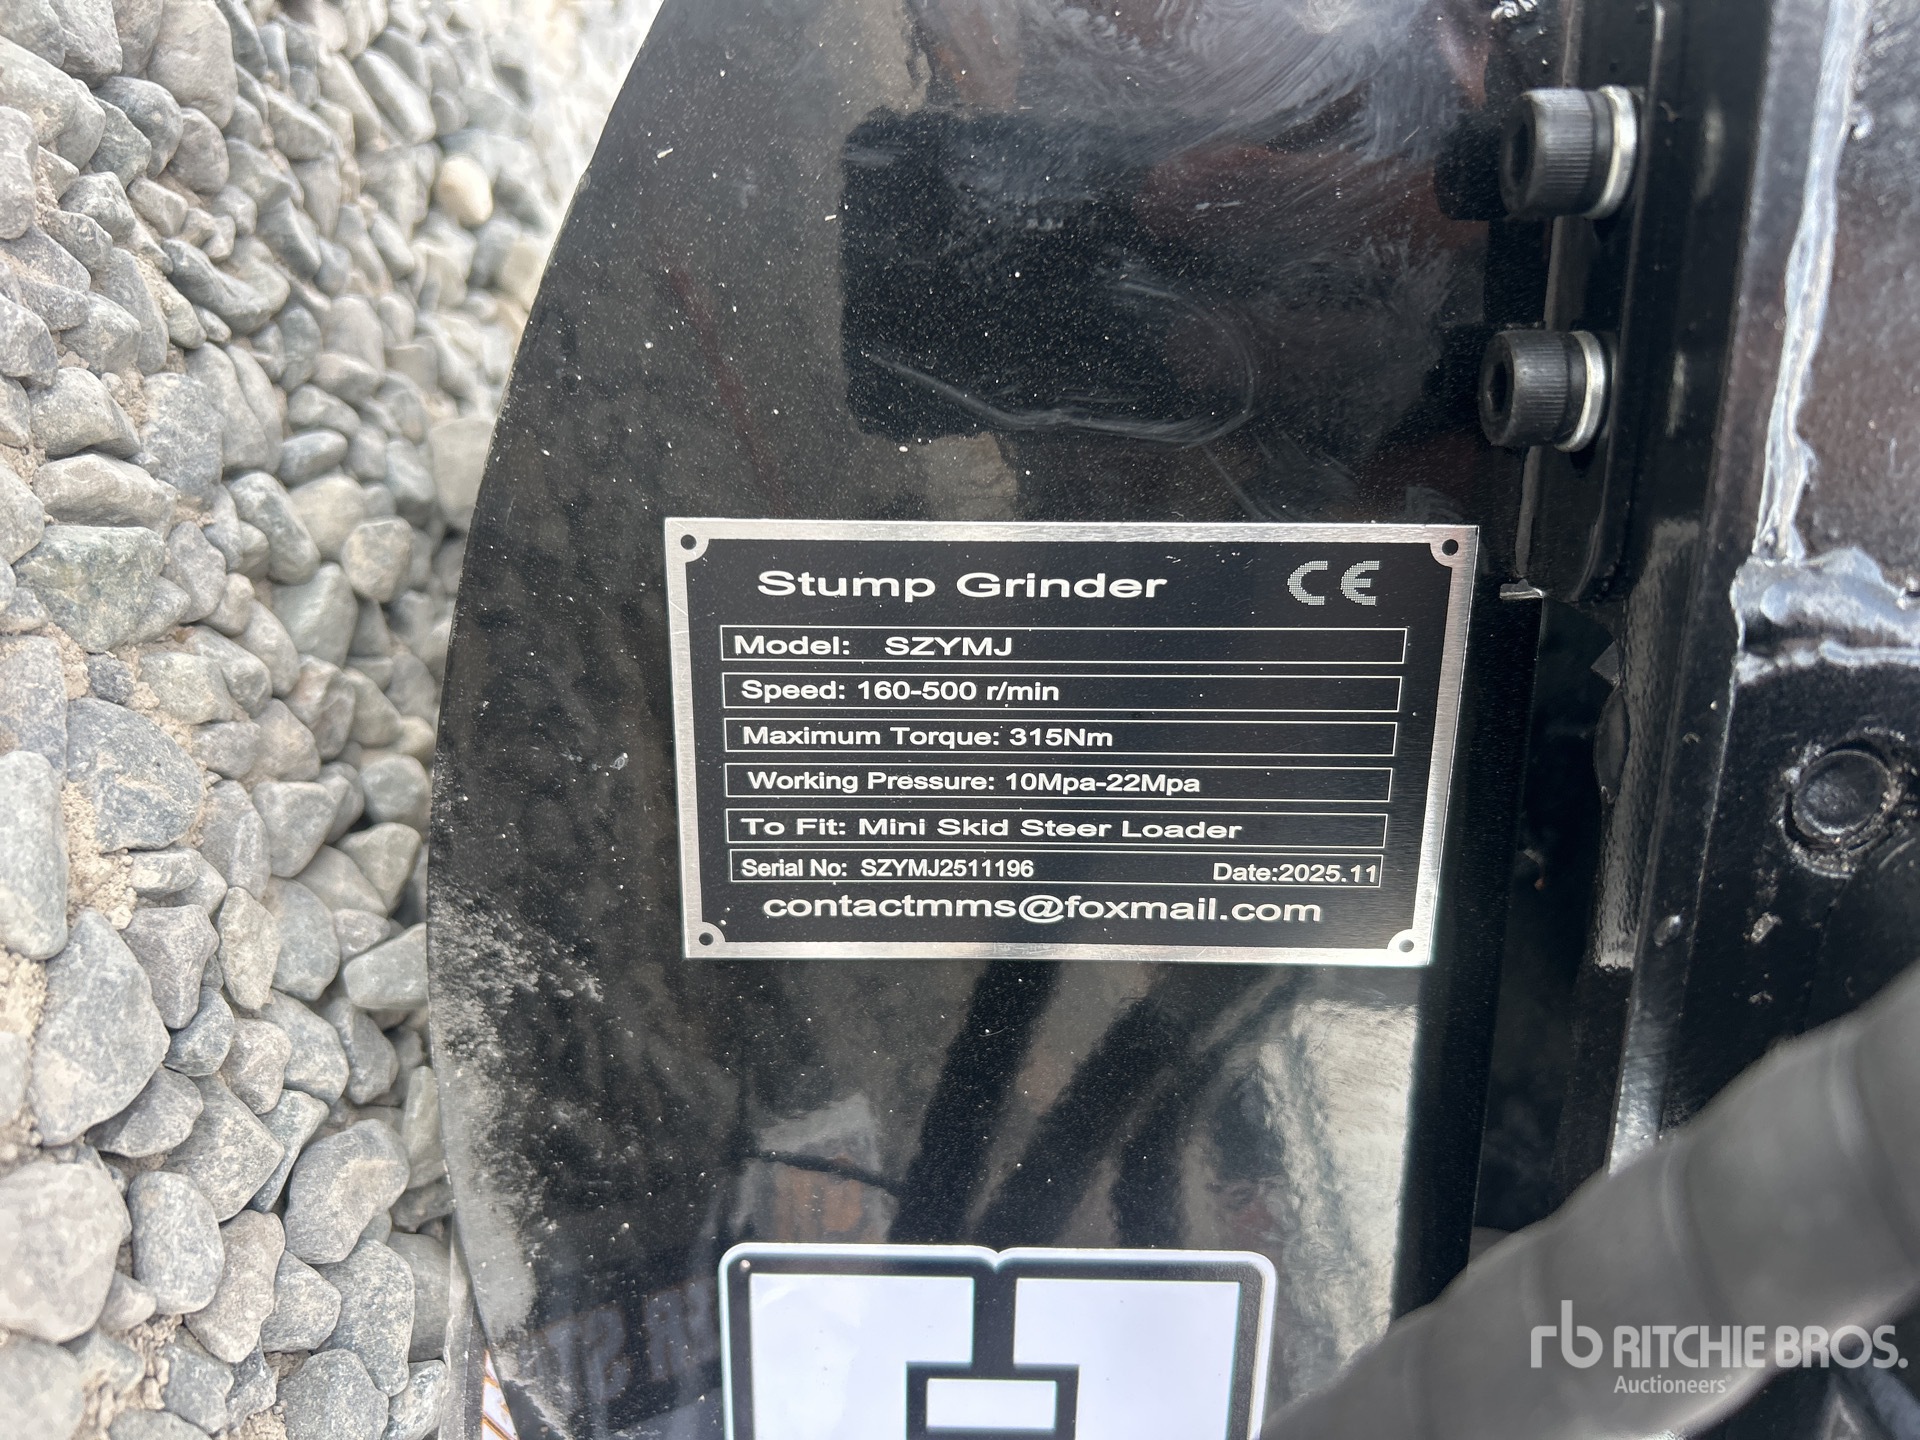 Stump Grinder CE
Model: SZYMJ
Speed: 160-500 r/min
Maximum Torque: 315Nm
Working Pressure: 10Mpa-22Mpa
To Fit: Mini Skid Steer Loader
Serial No: SZYMJ2511196 Date:2025.11
contactmms@foxmail.com
rb RITCHIE BROS.
Auctioneers